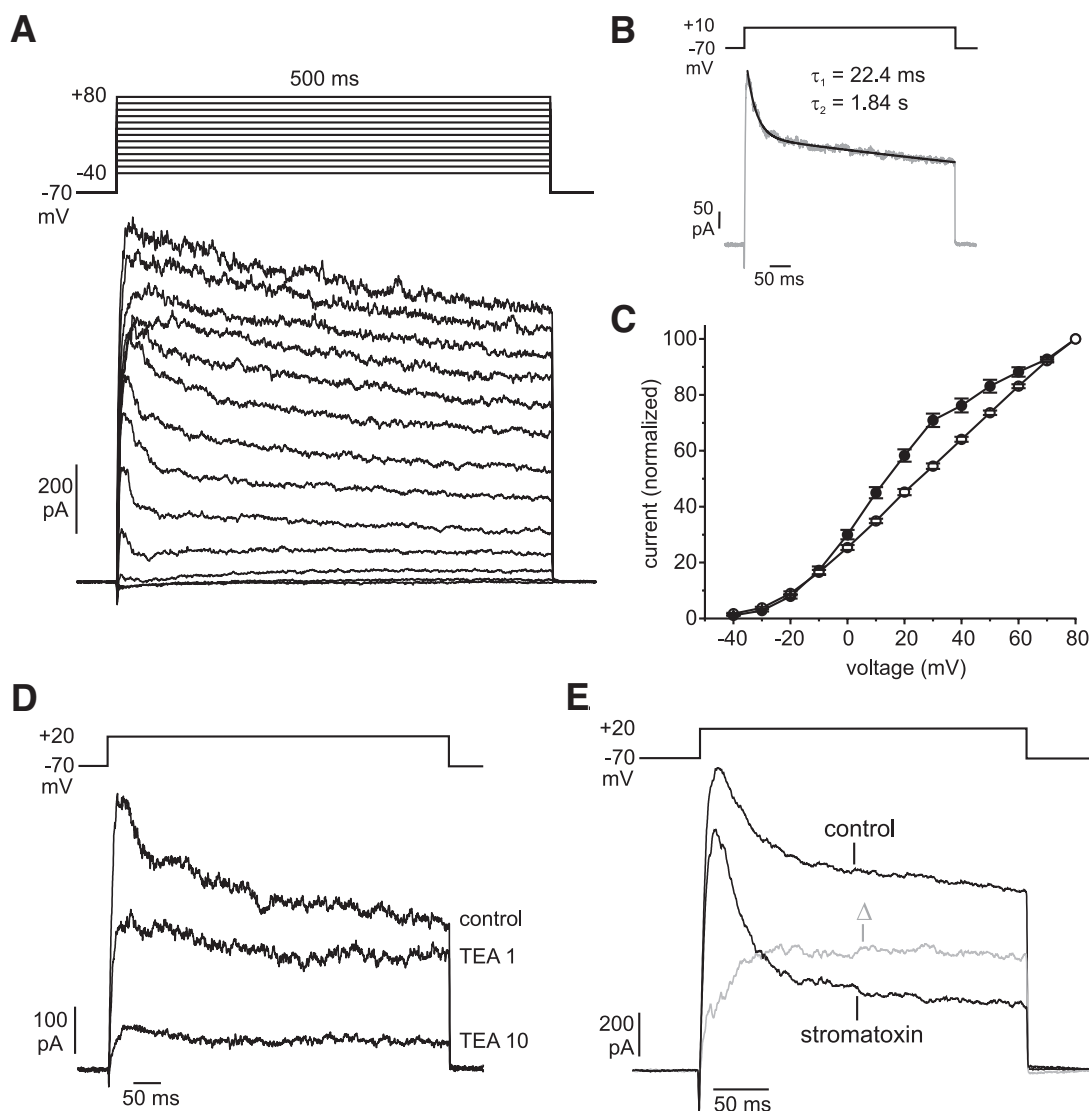 A
500 ms
+80
-40
-70
mV
200
pA
B
+10
-70
mV
τ1 = 22.4 ms
τ2 = 1.84 s
50
pA
50 ms
C
current (normalized)
100
80
60
40
20
0
-40 -20 0 20 40 60 80
voltage (mV)
D
+20
-70
mV
control
TEA 1
TEA 10
100
pA
50 ms
E
+20
-70
mV
control
Δ
stromatoxin
200
pA
50 ms